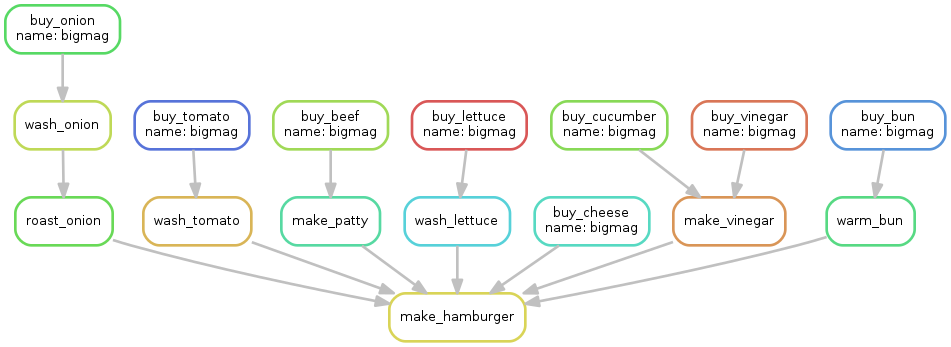 buy_onion
name: bigmag
wash_onion
buy_tomato
name: bigmag
buy_beef
name: bigmag
buy_lettuce
name: bigmag
buy_cucumber
name: bigmag
buy_vinegar
name: bigmag
buy_bun
name: bigmag
roast_onion
wash_tomato
make_patty
wash_lettuce
buy_cheese
name: bigmag
make_vinegar
warm_bun
make_hamburger